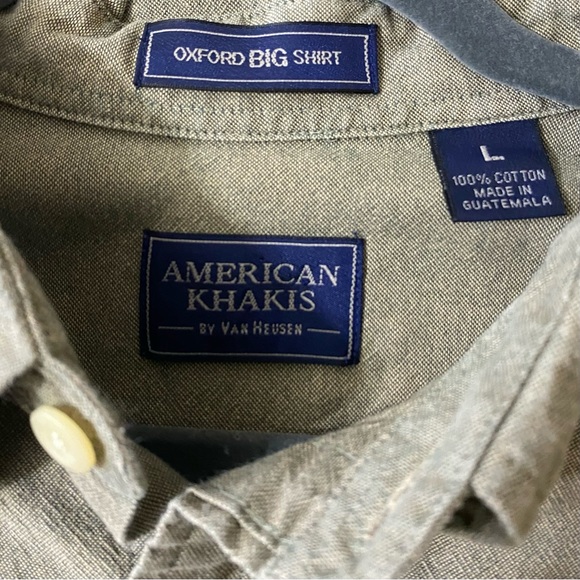 OXFORD BIG SHIRT
L
100% COTTON
MADE IN
GUATEMALA
AMERICAN
KHAKIS
BY VAN HEUSEN